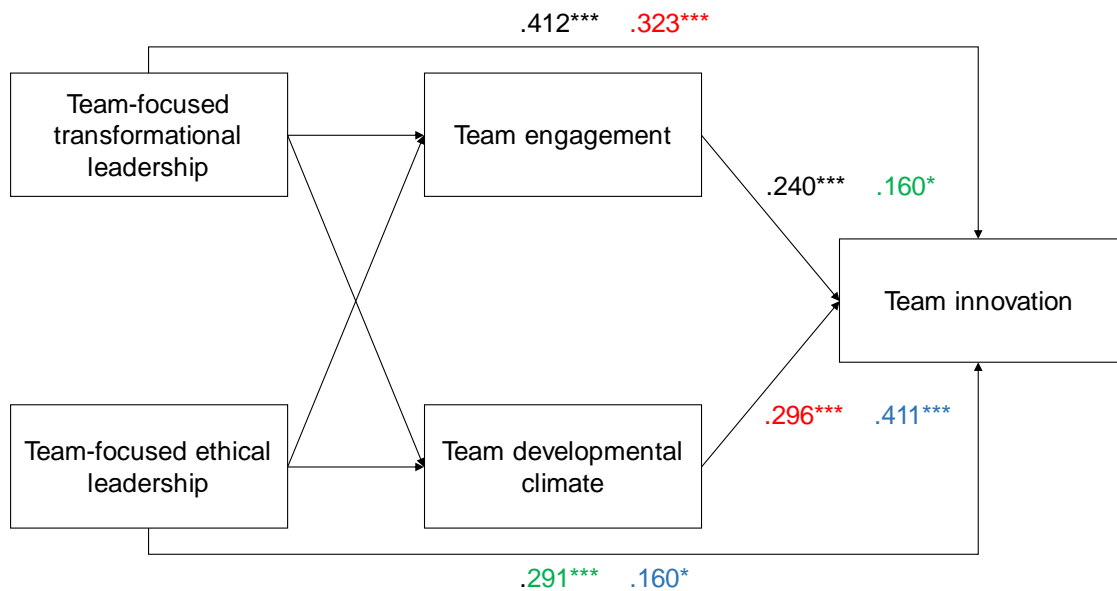 .412*** .323***
Team-focused
transformational
leadership
Team engagement
.240*** .160*
Team innovation
Team-focused ethical
leadership
Team developmental
climate
.296*** .411***
.291*** .160*